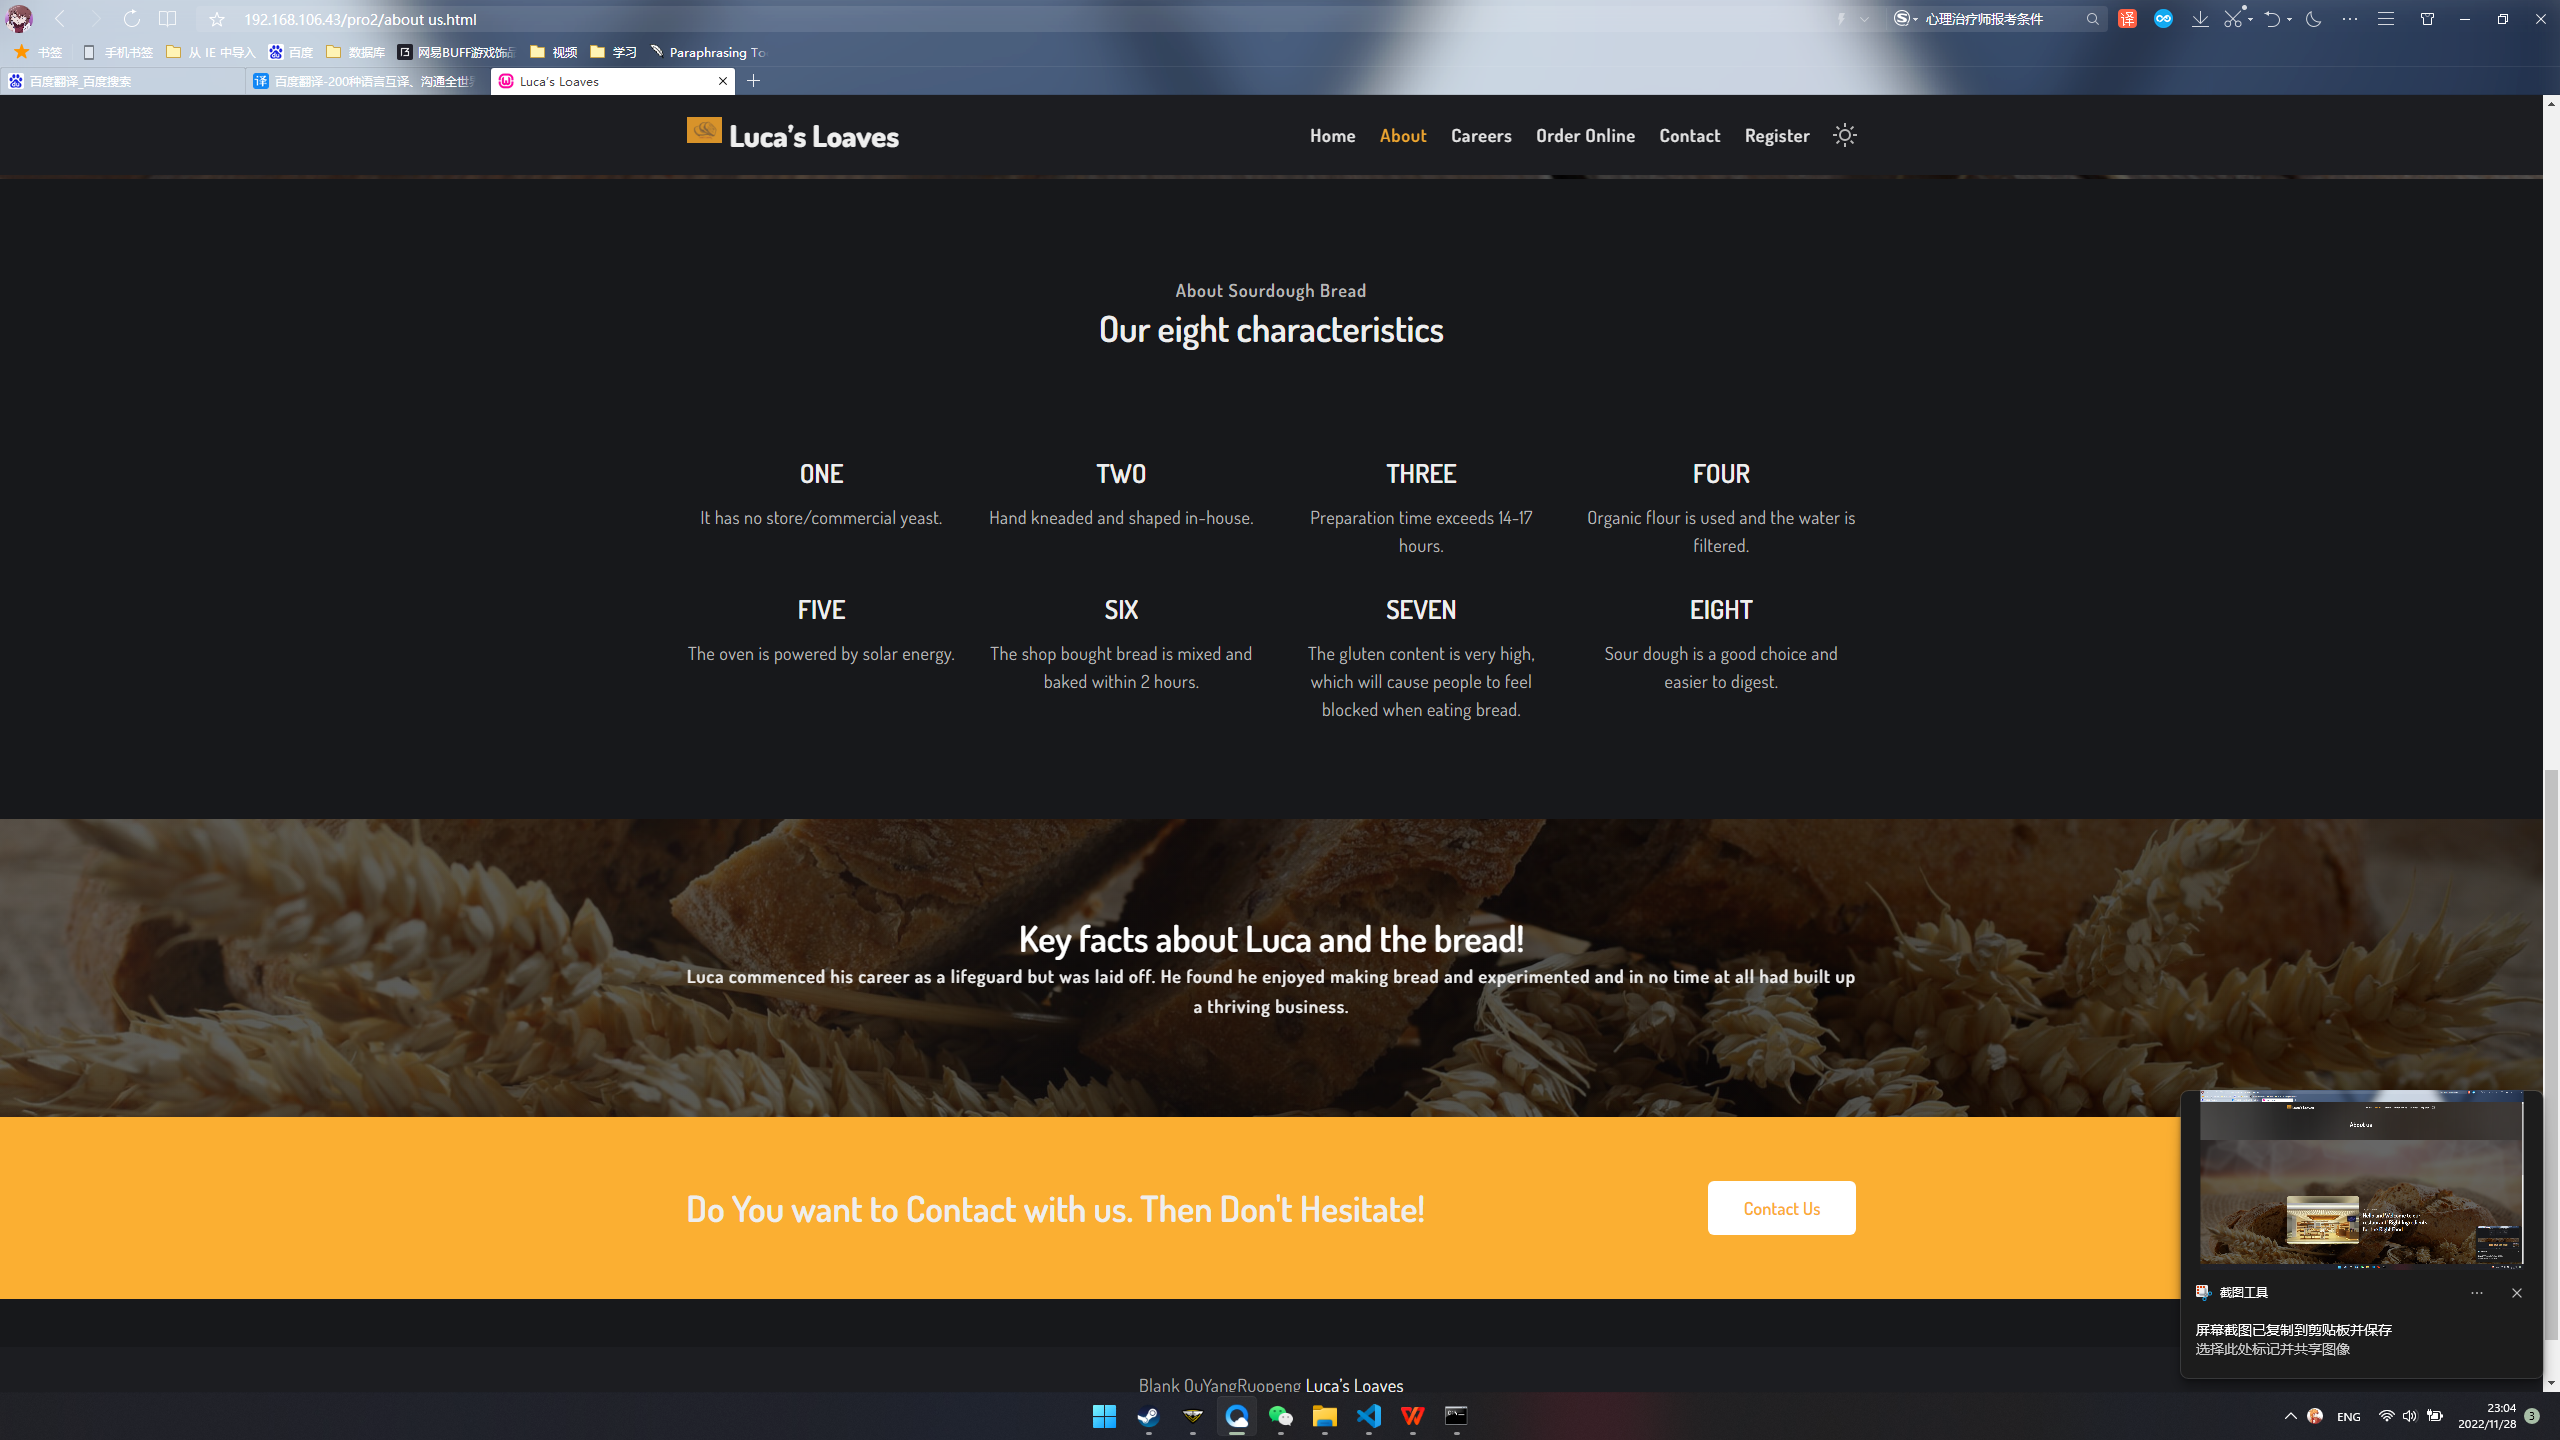 192.168.106.43/pro2/about us.html
心理治疗师报考条件
译
书签
手机书签
从 IE 中导入
百度
数据库
网易BUFF游戏饰品
视频
学习
Paraphrasing To
百度翻译_百度搜索
译
百度翻译-200种语言互译、沟通全世界
Luca's Loaves
Luca's Loaves
Home
About
Careers
Order Online
Contact
Register
About Sourdough Bread
Our eight characteristics
ONE
It has no store/commercial yeast.
TWO
Hand kneaded and shaped in-house.
THREE
Preparation time exceeds 14-17
hours.
FOUR
Organic flour is used and the water is
filtered.
FIVE
The oven is powered by solar energy.
SIX
The shop bought bread is mixed and
baked within 2 hours.
SEVEN
The gluten content is very high,
which will cause people to feel
blocked when eating bread.
EIGHT
Sour dough is a good choice and
easier to digest.
Key facts about Luca and the bread!
Luca commenced his career as a lifeguard but was laid off. He found he enjoyed making bread and experimented and in no time at all had built up
a thriving business.
Do You want to Contact with us. Then Don't Hesitate!
Contact Us
About us
截图工具
屏幕截图已复制到剪贴板并保存
选择此处标记并共享图像
Blank OuYangRuopeng Luca's Loaves
ENG
23:04
2022/11/28
3